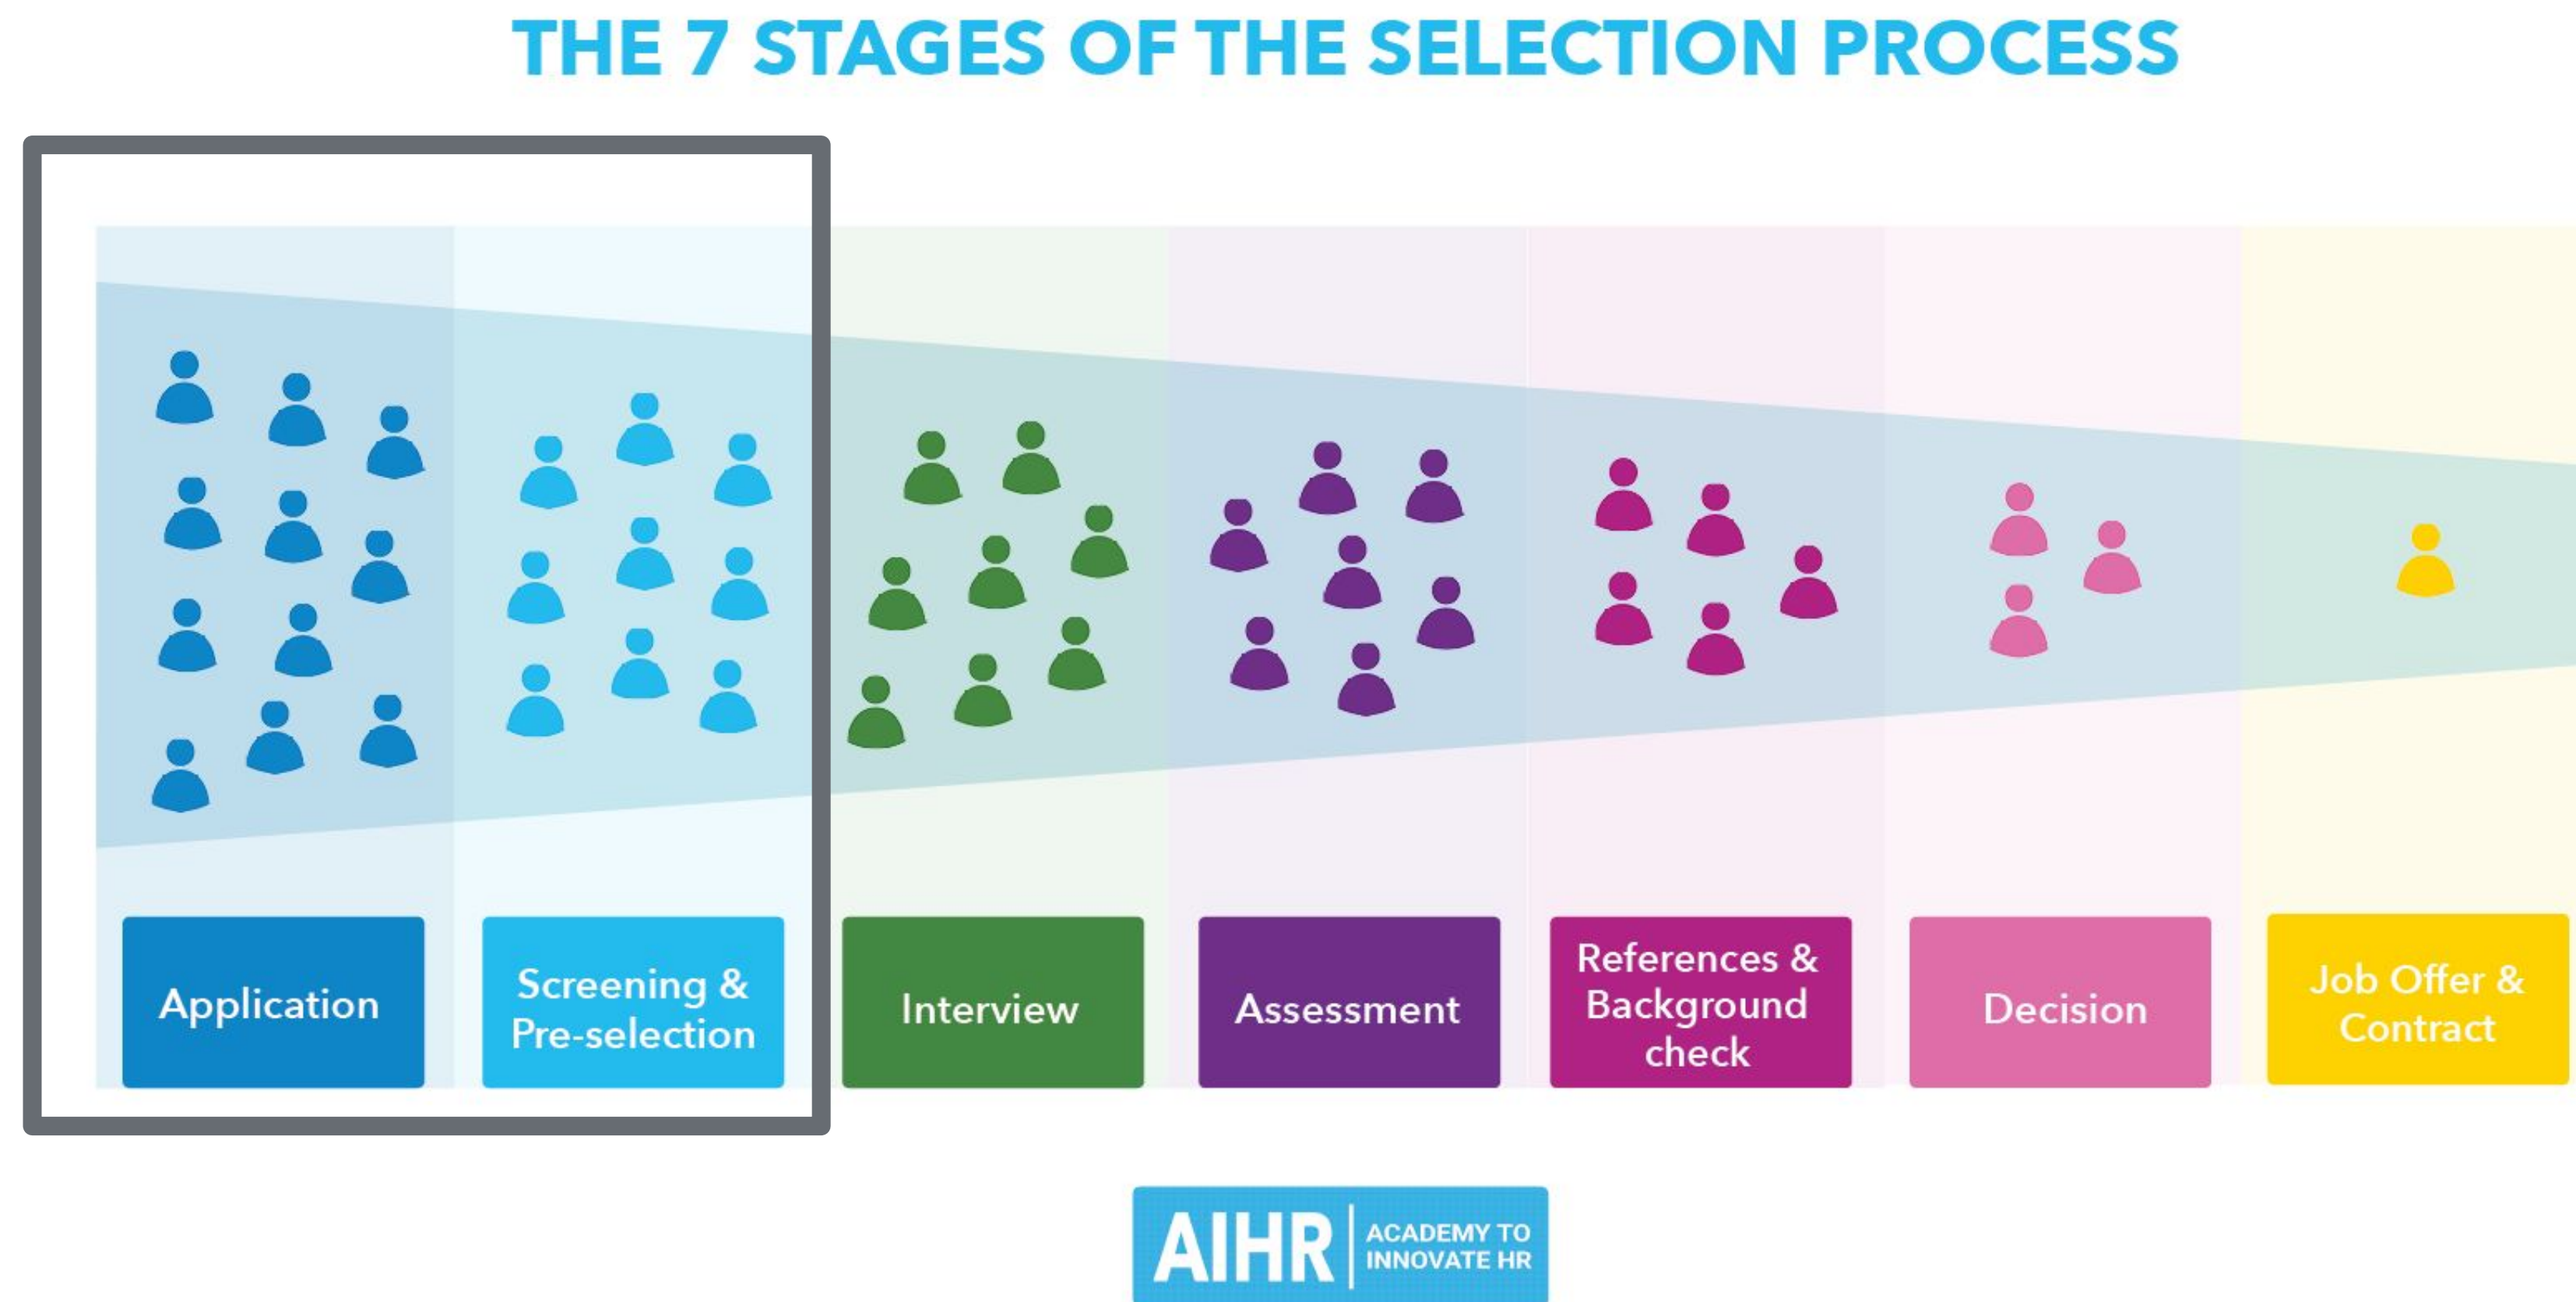 THE 7 STAGES OF THE SELECTION PROCESS
Application
Screening &
Pre-selection
Interview
Assessment
References &
Background
check
Decision
Job Offer &
Contract
AIHR
ACADEMY TO
INNOVATE HR